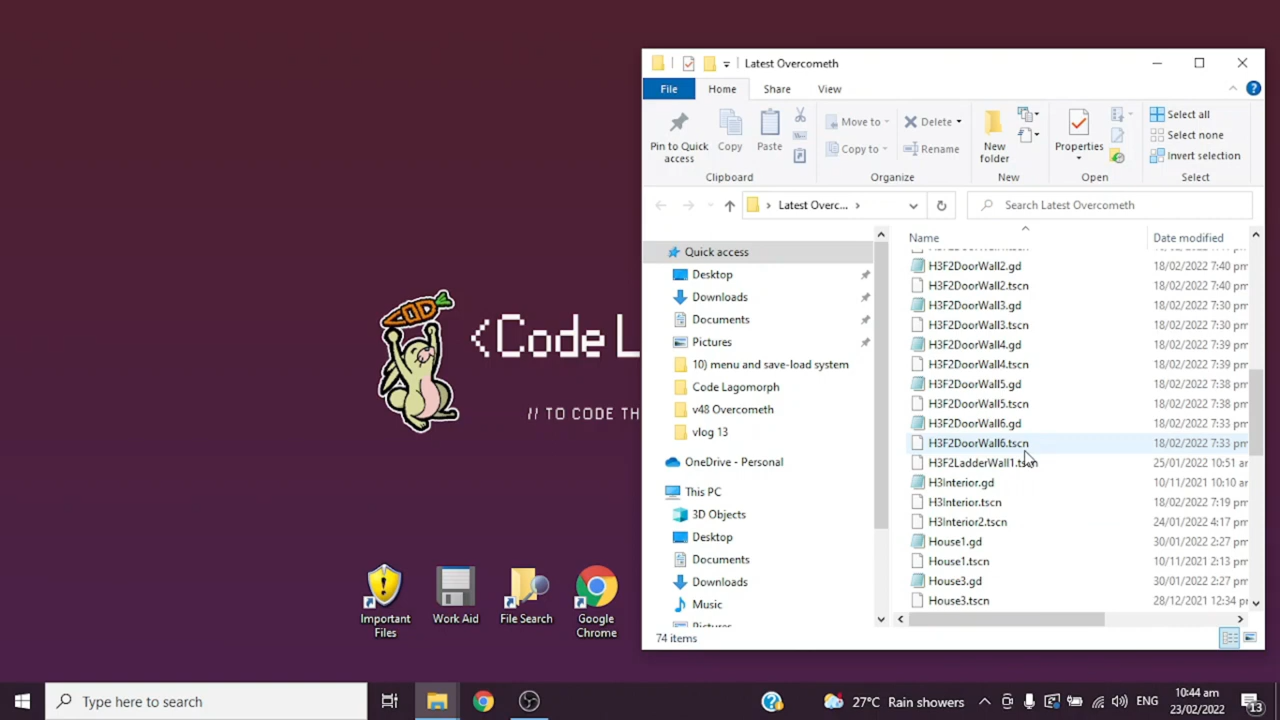 Latest Overcometh
File
Home
Share
View
Pin to Quick access
Copy
Paste
Move to
Copy to
Delete
Rename
New folder
Properties
Select all
Select none
Invert selection
Clipboard
Organize
New
Open
Select
Latest Overc...
Search Latest Overcometh
Name
Date modified
Quick access
Desktop
Downloads
Documents
Pictures
10) menu and save-load system
Code Lagomorph
v48 Overcometh
vlog 13
OneDrive - Personal
This PC
3D Objects
Desktop
Documents
Downloads
Music
H3F2DoorWall2.gd 18/02/2022 7:40 pm
H3F2DoorWall2.tscn 18/02/2022 7:40 pm
H3F2DoorWall3.gd 18/02/2022 7:30 pm
H3F2DoorWall3.tscn 18/02/2022 7:30 pm
H3F2DoorWall4.gd 18/02/2022 7:39 pm
H3F2DoorWall4.tscn 18/02/2022 7:39 pm
H3F2DoorWall5.gd 18/02/2022 7:38 pm
H3F2DoorWall5.tscn 18/02/2022 7:38 pm
H3F2DoorWall6.gd 18/02/2022 7:33 pm
H3F2DoorWall6.tscn 18/02/2022 7:33 pm
H3F2LadderWall1.tscn 25/01/2022 10:51 am
H3Interior.gd 10/11/2021 10:10 am
H3Interior.tscn 18/02/2022 7:19 pm
H3Interior2.tscn 24/01/2022 4:17 pm
House1.gd 30/01/2022 2:27 pm
House1.tscn 10/11/2021 2:13 pm
House3.gd 30/01/2022 2:27 pm
House3.tscn 28/12/2021 12:34 pm
74 items
COD
<Code L
// TO CODE TH
Important Files
Work Aid
File Search
Google Chrome
Type here to search
27°C Rain showers
ENG
10:44 am
23/02/2022
13